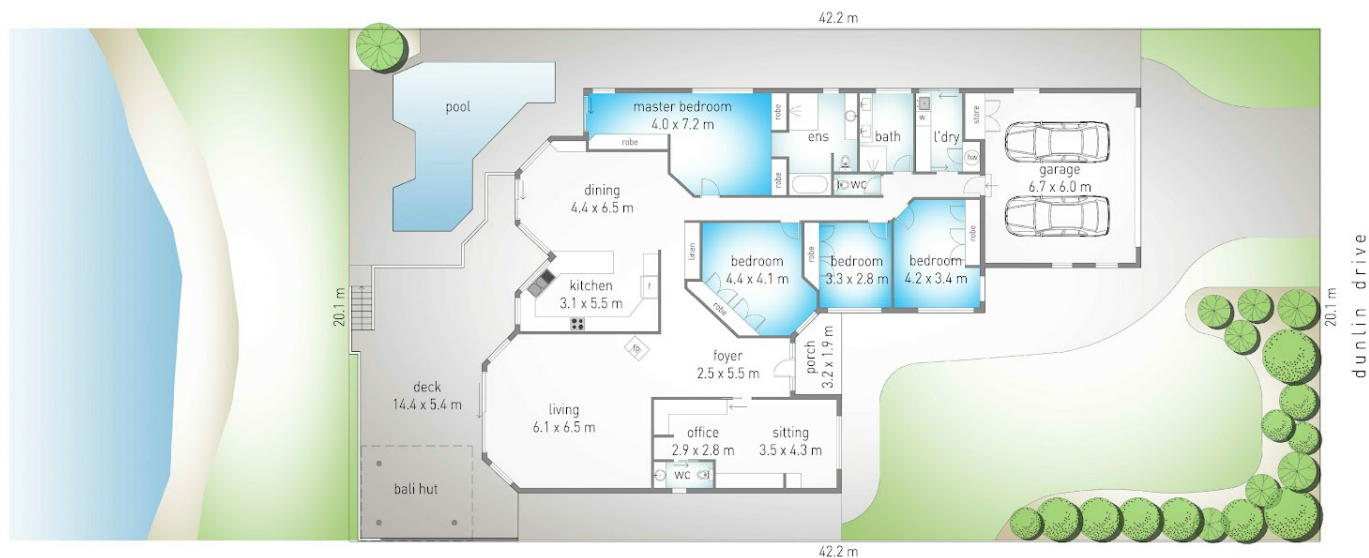 42.2 m
pool
master bedroom
4.0 x 7.2 m
robe
robe
robe
ens
bath
w
l'dry
hw
store
garage
6.7 x 6.0 m
wc
dining
4.4 x 6.5 m
linen
bedroom
4.4 x 4.1 m
robe
robe
bedroom
3.3 x 2.8 m
bedroom
4.2 x 3.4 m
robe
kitchen
3.1 x 5.5 m
f
20.1 m
20.1 m
dunlin drive
foyer
2.5 x 5.5 m
porch
3.2 x 1.9 m
deck
14.4 x 5.4 m
living
6.1 x 6.5 m
office
2.9 x 2.8 m
sitting
3.5 x 4.3 m
wc
bali hut
42.2 m